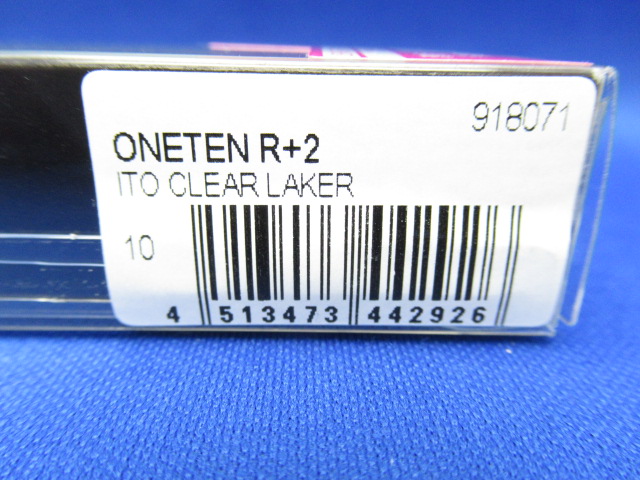 918071
ONETEN R+2
ITO CLEAR LAKER
10
4 513473 442926